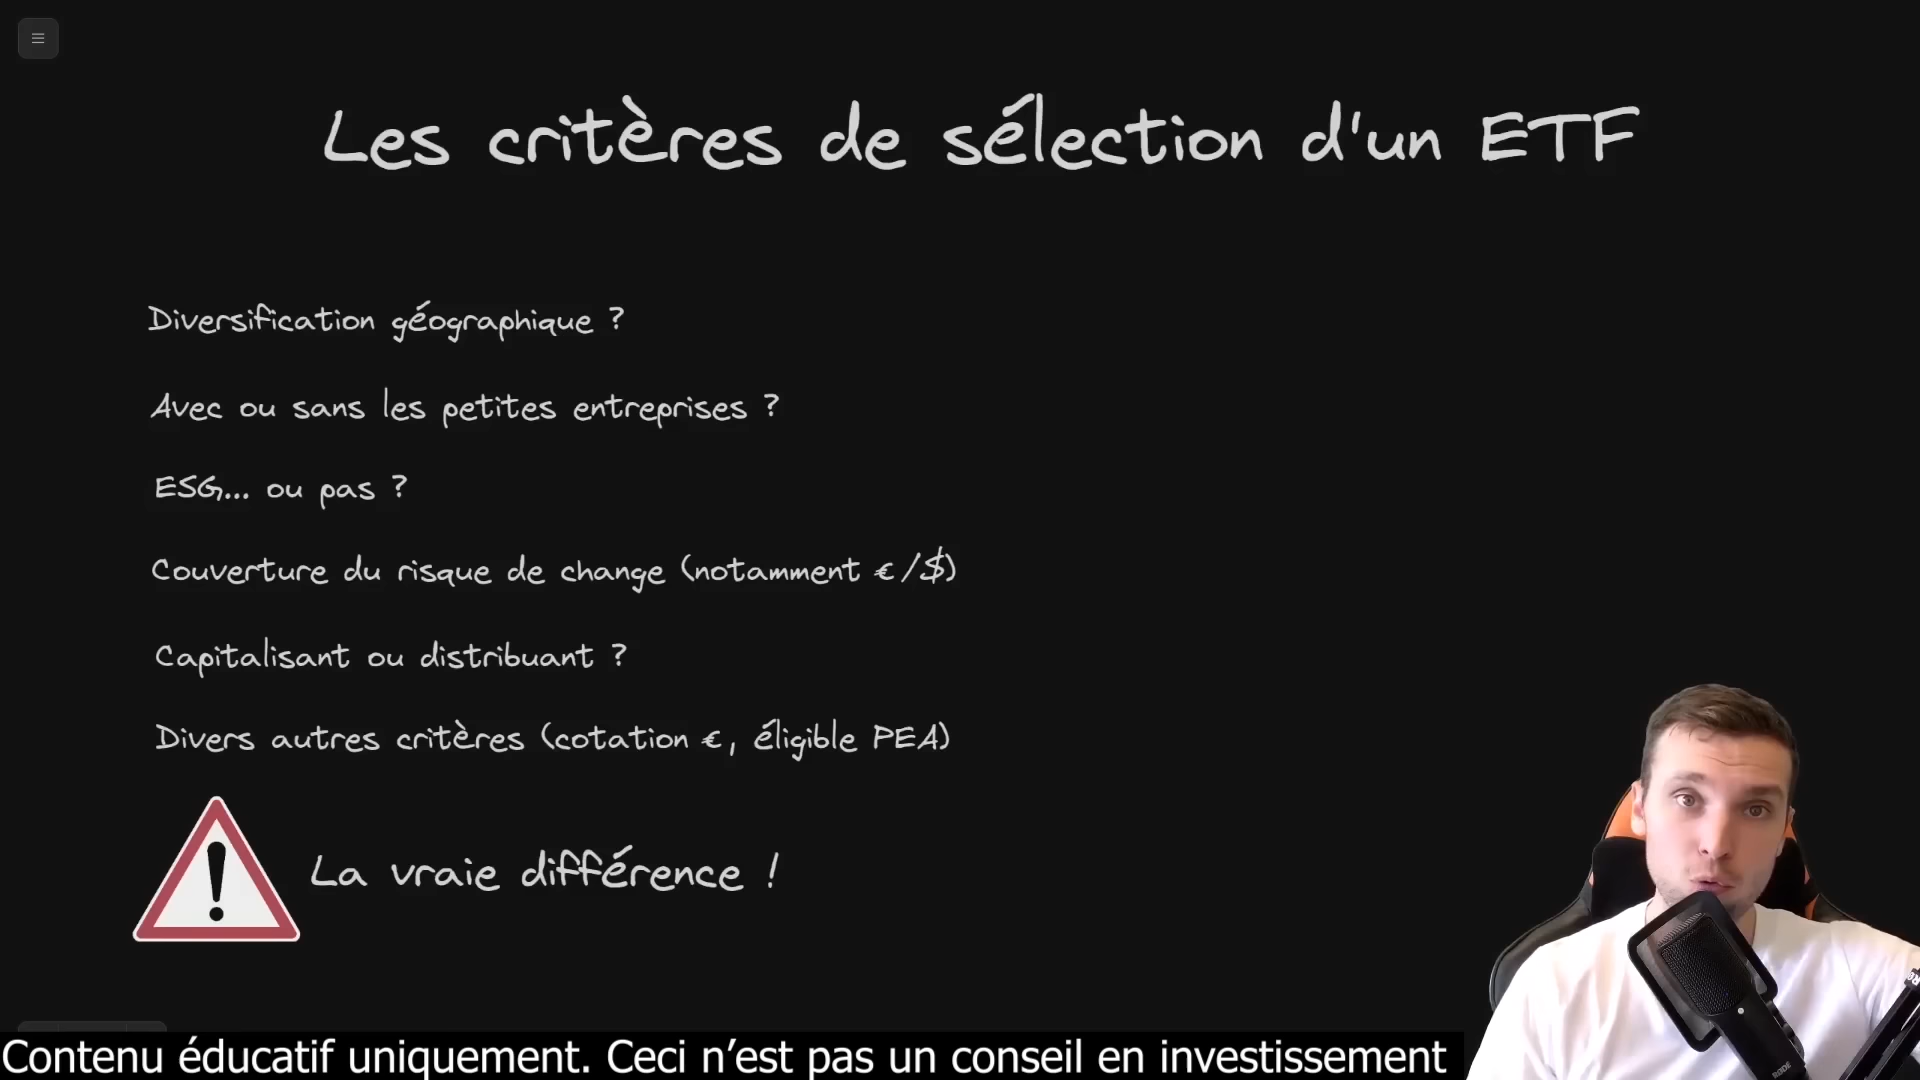 Les critères de sélection d'un ETF
Diversification géographique ?
Avec ou sans les petites entreprises ?
ESG... ou pas ?
Couverture du risque de change (notamment €/$)
Capitalisant ou distribuant ?
Divers autres critères (cotation €, éligible PEA)
La vraie différence !
Contenu éducatif uniquement. Ceci n’est pas un conseil en investissement
RØDE